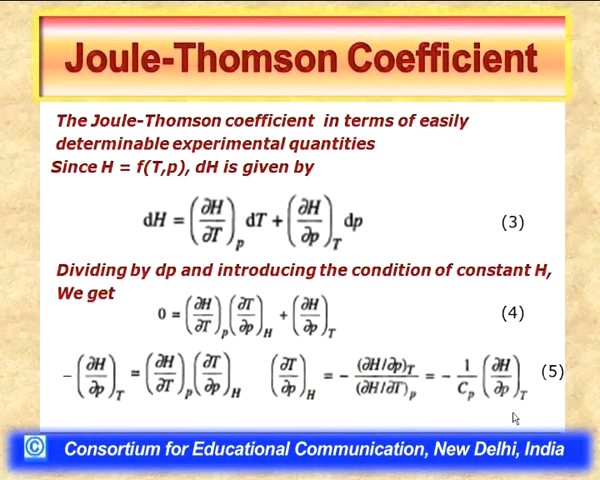 Joule-Thomson Coefficient
The Joule-Thomson coefficient in terms of easily
determinable experimental quantities
Since H = f(T,p), dH is given by
dH = (∂H/∂T)_p dT + (∂H/∂p)_T dp (3)
Dividing by dp and introducing the condition of constant H,
We get
0 = (∂H/∂T)_p (∂T/∂p)_H + (∂H/∂p)_T (4)
−(∂H/∂p)_T = (∂H/∂T)_p (∂T/∂p)_H (∂T/∂p)_H = − (∂H/∂p)_T / (∂H/∂T)_p = − 1/C_p (∂H/∂p)_T (5)
© Consortium for Educational Communication, New Delhi, India